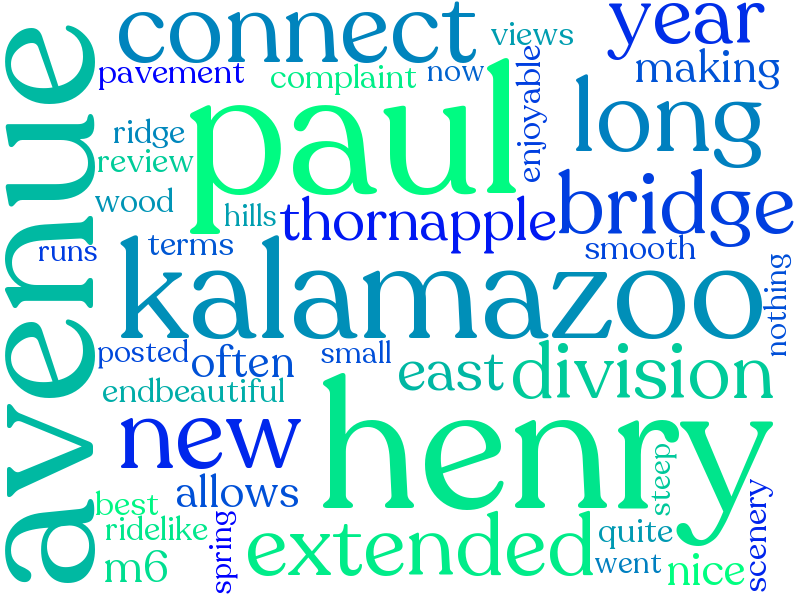 connect
year
views
pavement
complaint
now
making
enjoyable
long
paul
ridge
review
wood
hills
thornapple
bridge
runs
terms
smooth
avenue
kalamazoo
nothing
posted
often
small
east
division
endbeautiful
new
henry
allows
steep
best
ridelike
spring
extended
quite
scenery
m6
went
nice